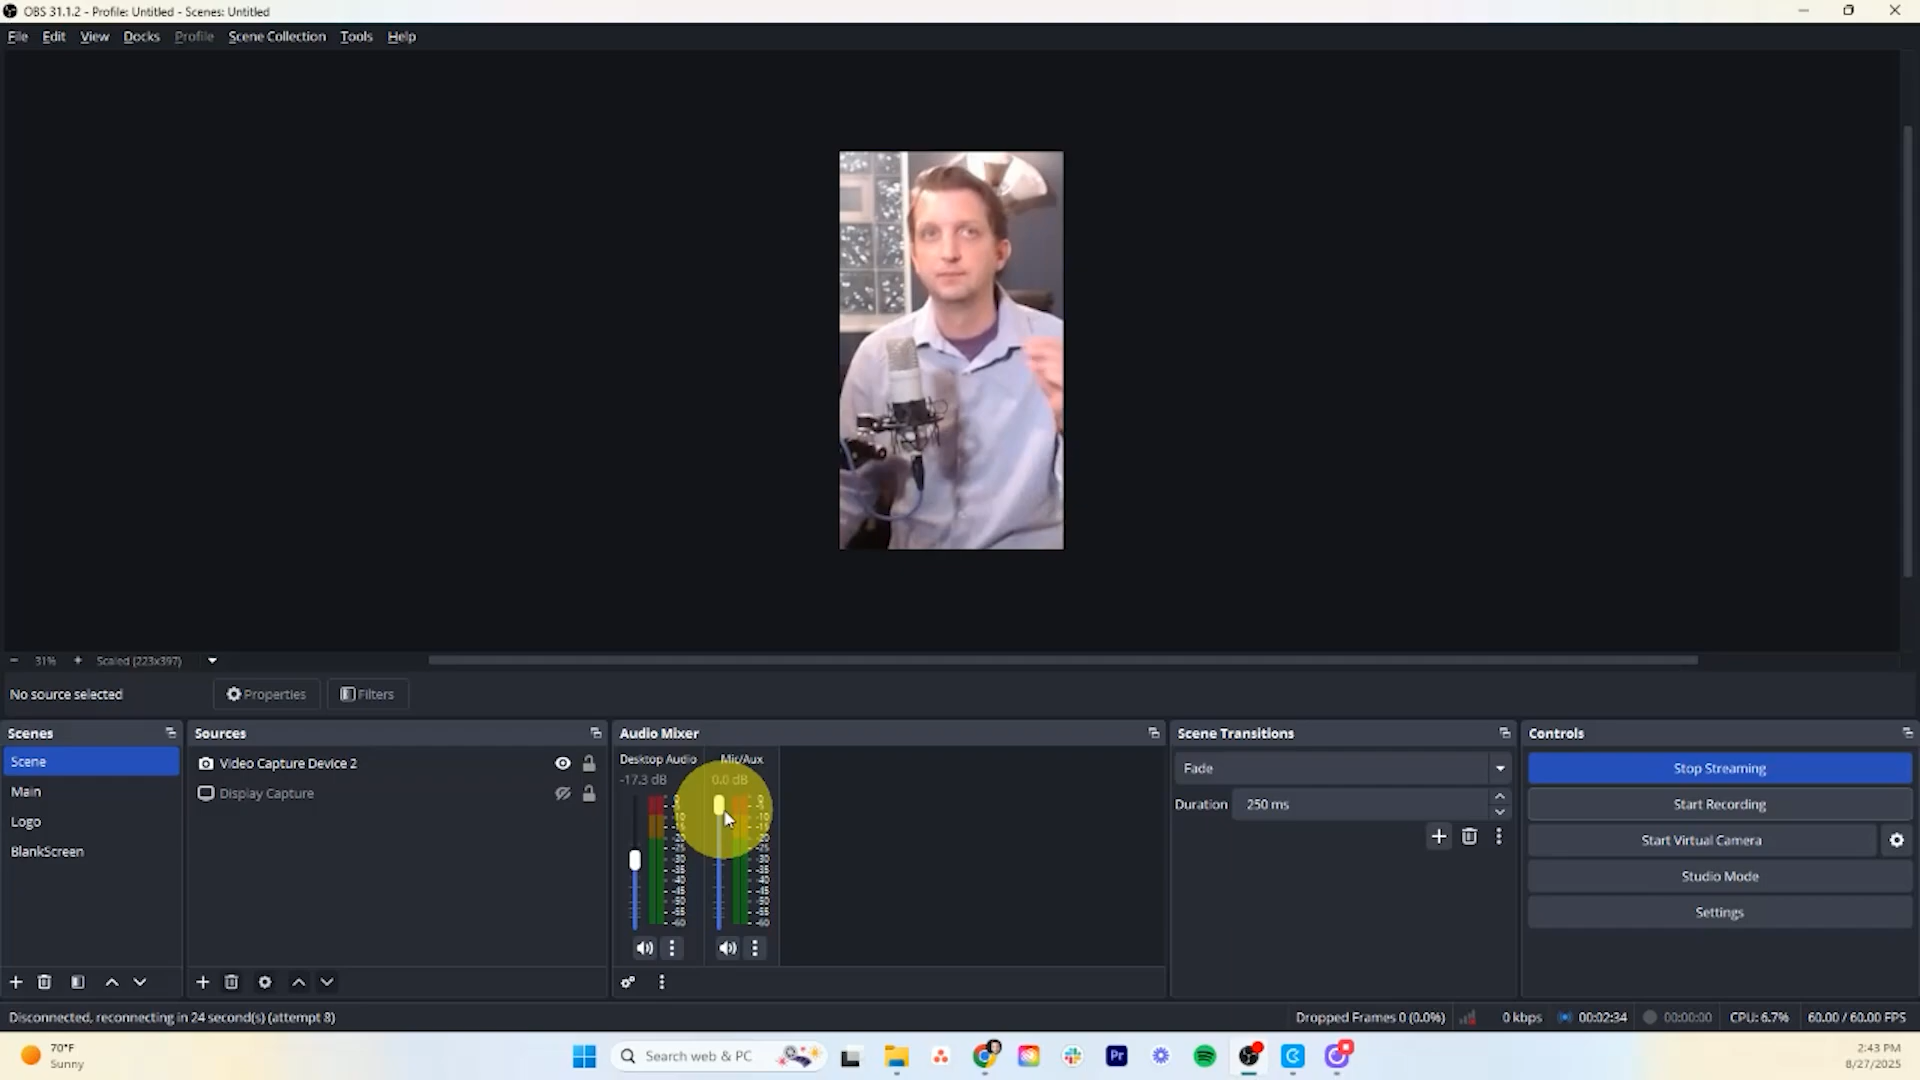 OBS 31.1.2 - Profile: Untitled - Scenes: Untitled
File Edit View Docks Profile Scene Collection Tools Help
31% Scaled (223x397)
No source selected Properties Filters
Scenes
Scene
Main
Logo
BlankScreen
Sources
Video Capture Device 2
Display Capture
Audio Mixer
Desktop Audio
-17.3 dB
Mic/Aux
0.0 dB
Scene Transitions
Fade
Duration 250 ms
Controls
Stop Streaming
Start Recording
Start Virtual Camera
Studio Mode
Settings
Disconnected, reconnecting in 24 second(s) (attempt 8)
Dropped Frames 0 (0.0%) 0 kbps 00:02:34 00:00:00 CPU: 6.7% 60.00 / 60.00 FPS
70°F
Sunny
Search web & PC
Pr
2:43 PM
8/27/2025